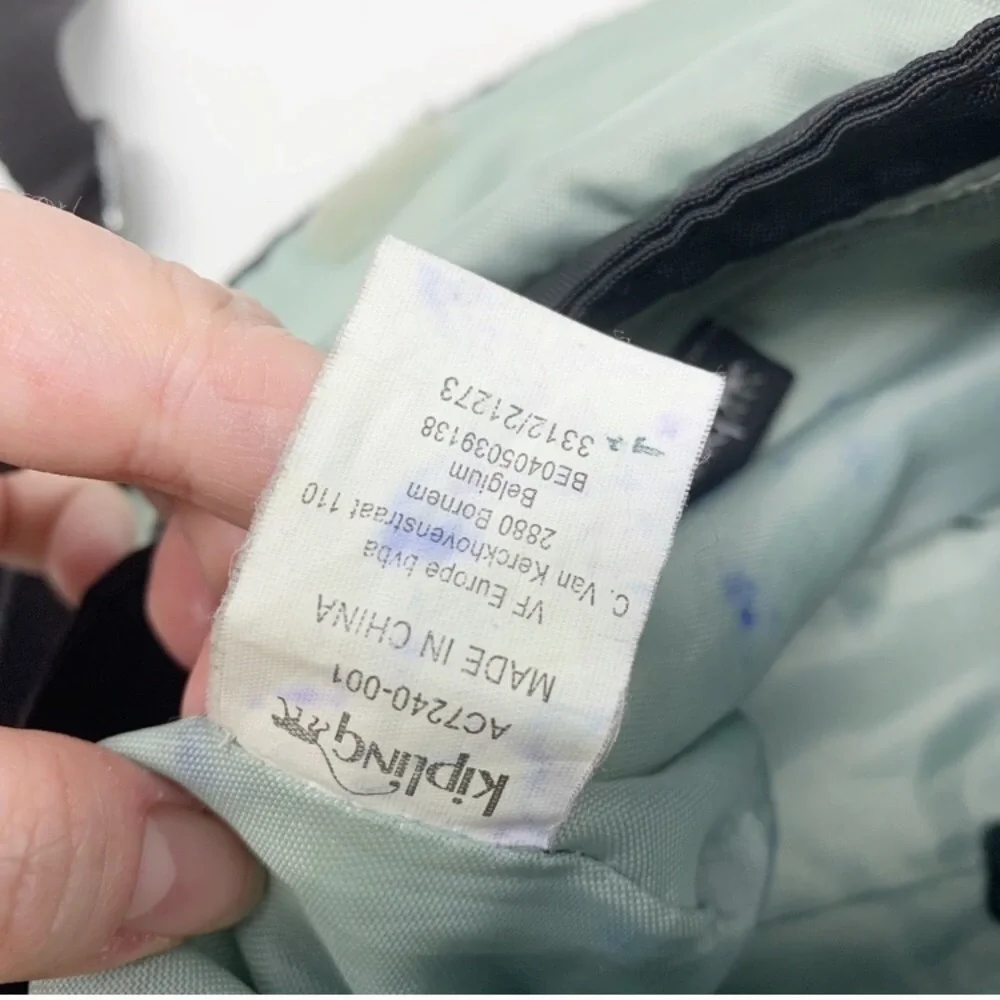 kipling
AC7240-001
MADE IN CHINA
VF Europe bvba
C. Van Kerckhovenstraat 110
2880 Bornem
Belgium
BE0405039138
3312/21273